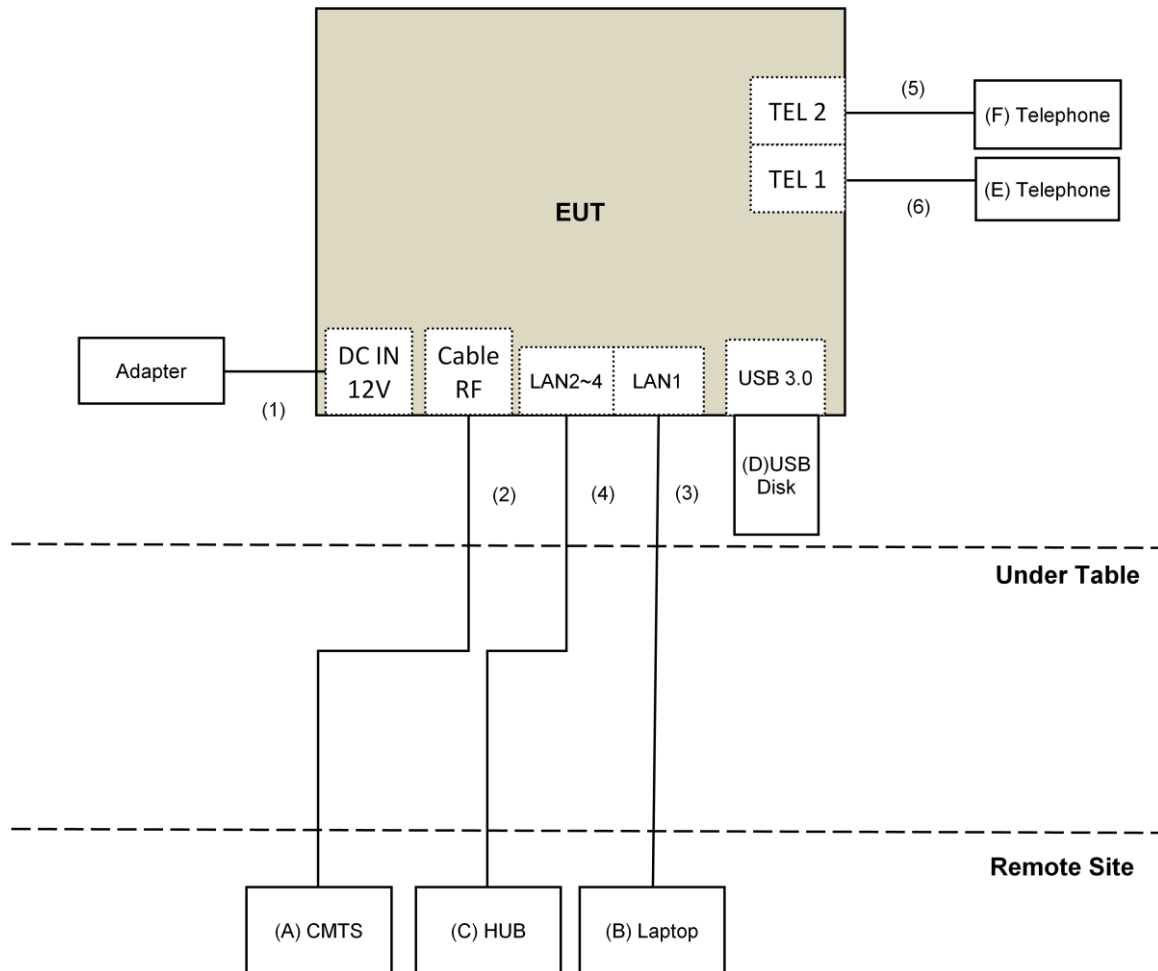 TEL 2
(5)
(F) Telephone
TEL 1
(6)
(E) Telephone
EUT
Adapter
(1)
DC IN
12V
Cable
RF
LAN2~4
LAN1
USB 3.0
(D)USB
Disk
(2)
(4)
(3)
Under Table
Remote Site
(A) CMTS
(C) HUB
(B) Laptop